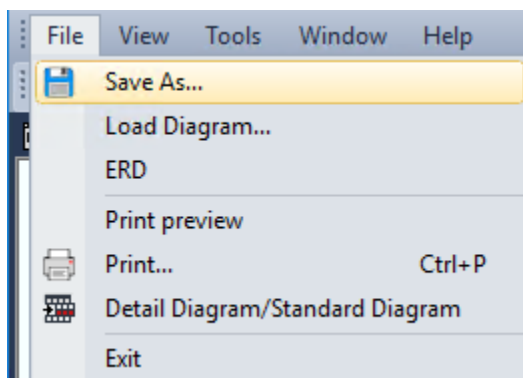 File View Tools Window Help
Save As...
Load Diagram...
ERD
Print preview
Print... Ctrl+P
Detail Diagram/Standard Diagram
Exit